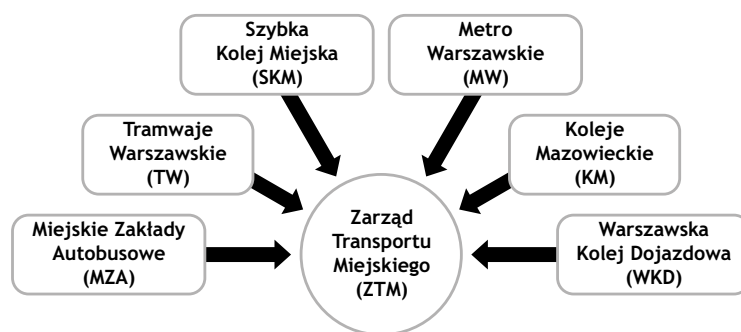 Szybka
Kolej Miejska
(SKM)
Metro
Warszawskie
(MW)
Tramwaje
Warszawskie
(TW)
Koleje
Mazowieckie
(KM)
Miejskie Zakłady
Autobusowe
(MZA)
Zarząd
Transportu
Miejskiego
(ZTM)
Warszawska
Kolej Dojazdowa
(WKD)